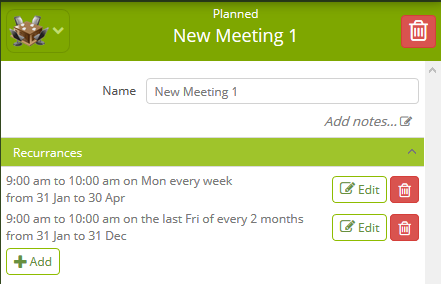 Planned
New Meeting 1
Name New Meeting 1
Add notes...
Recurrances
9:00 am to 10:00 am on Mon every week
from 31 Jan to 30 Apr
Edit
9:00 am to 10:00 am on the last Fri of every 2 months
from 31 Jan to 31 Dec
Edit
Add